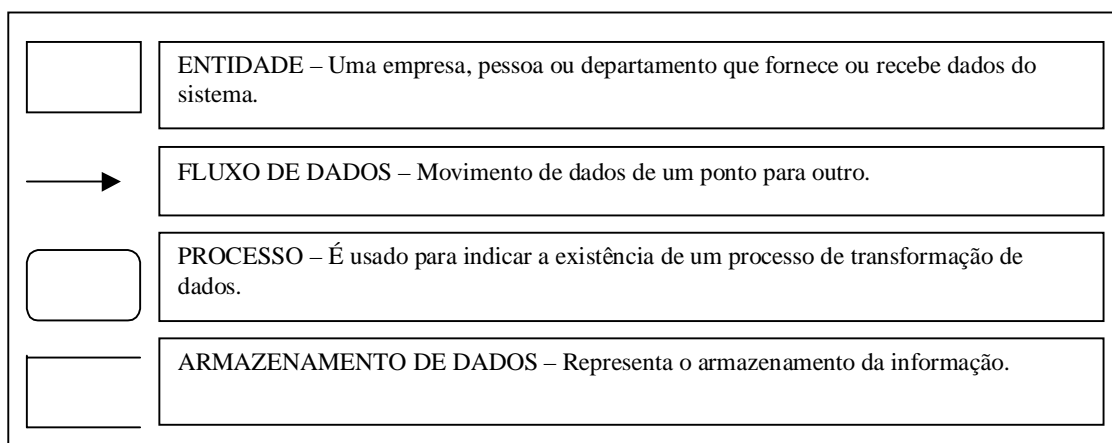 ENTIDADE – Uma empresa, pessoa ou departamento que fornece ou recebe dados do
sistema.
FLUXO DE DADOS – Movimento de dados de um ponto para outro.
PROCESSO – É usado para indicar a existência de um processo de transformação de
dados.
ARMAZENAMENTO DE DADOS – Representa o armazenamento da informação.